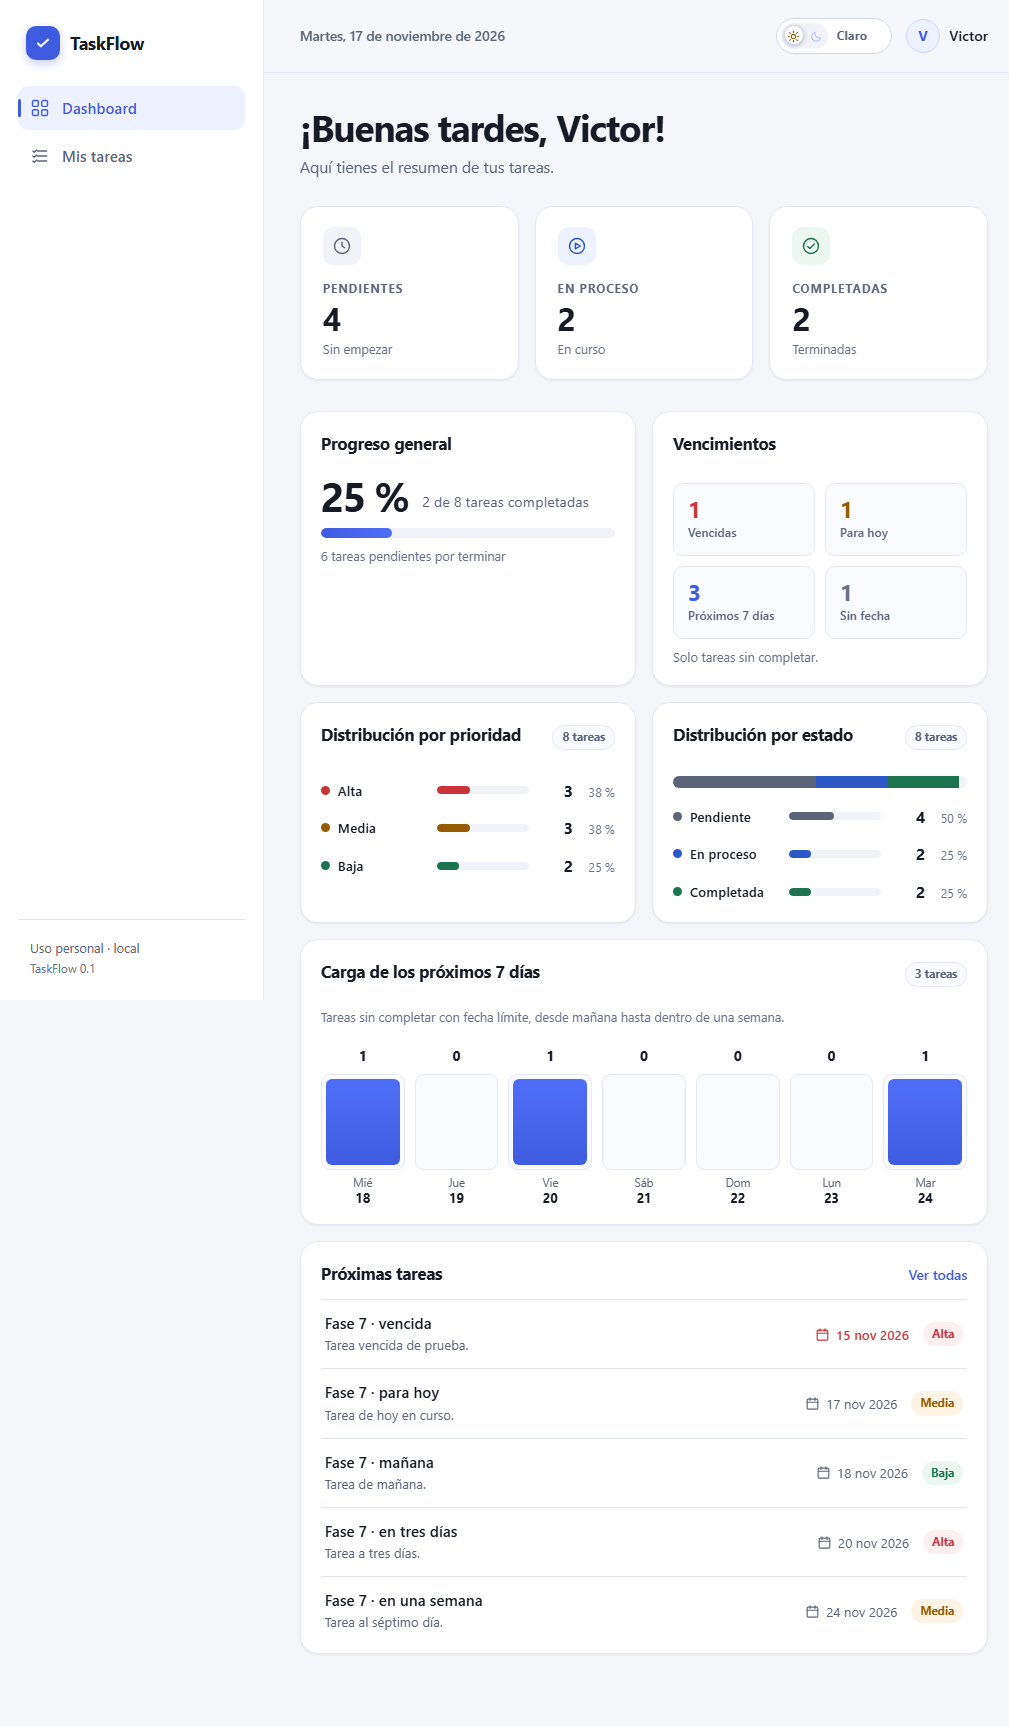 TaskFlow
Dashboard
Mis tareas
Uso personal · local
TaskFlow 0.1
Martes, 17 de noviembre de 2026
Claro
V
Victor
¡Buenas tardes, Victor!
Aquí tienes el resumen de tus tareas.
PENDIENTES
4
Sin empezar
EN PROCESO
2
En curso
COMPLETADAS
2
Terminadas
Progreso general
25 % 2 de 8 tareas completadas
6 tareas pendientes por terminar
Vencimientos
1
Vencidas
1
Para hoy
3
Próximos 7 días
1
Sin fecha
Solo tareas sin completar.
Distribución por prioridad
8 tareas
Alta 3 38 %
Media 3 38 %
Baja 2 25 %
Distribución por estado
8 tareas
Pendiente 4 50 %
En proceso 2 25 %
Completada 2 25 %
Carga de los próximos 7 días
3 tareas
Tareas sin completar con fecha límite, desde mañana hasta dentro de una semana.
1 0 1 0 0 0 1
Mié Jue Vie Sáb Dom Lun Mar
18 19 20 21 22 23 24
Próximas tareas
Ver todas
Fase 7 · vencida
Tarea vencida de prueba.
15 nov 2026 Alta
Fase 7 · para hoy
Tarea de hoy en curso.
17 nov 2026 Media
Fase 7 · mañana
Tarea de mañana.
18 nov 2026 Baja
Fase 7 · en tres días
Tarea a tres días.
20 nov 2026 Alta
Fase 7 · en una semana
Tarea al séptimo día.
24 nov 2026 Media